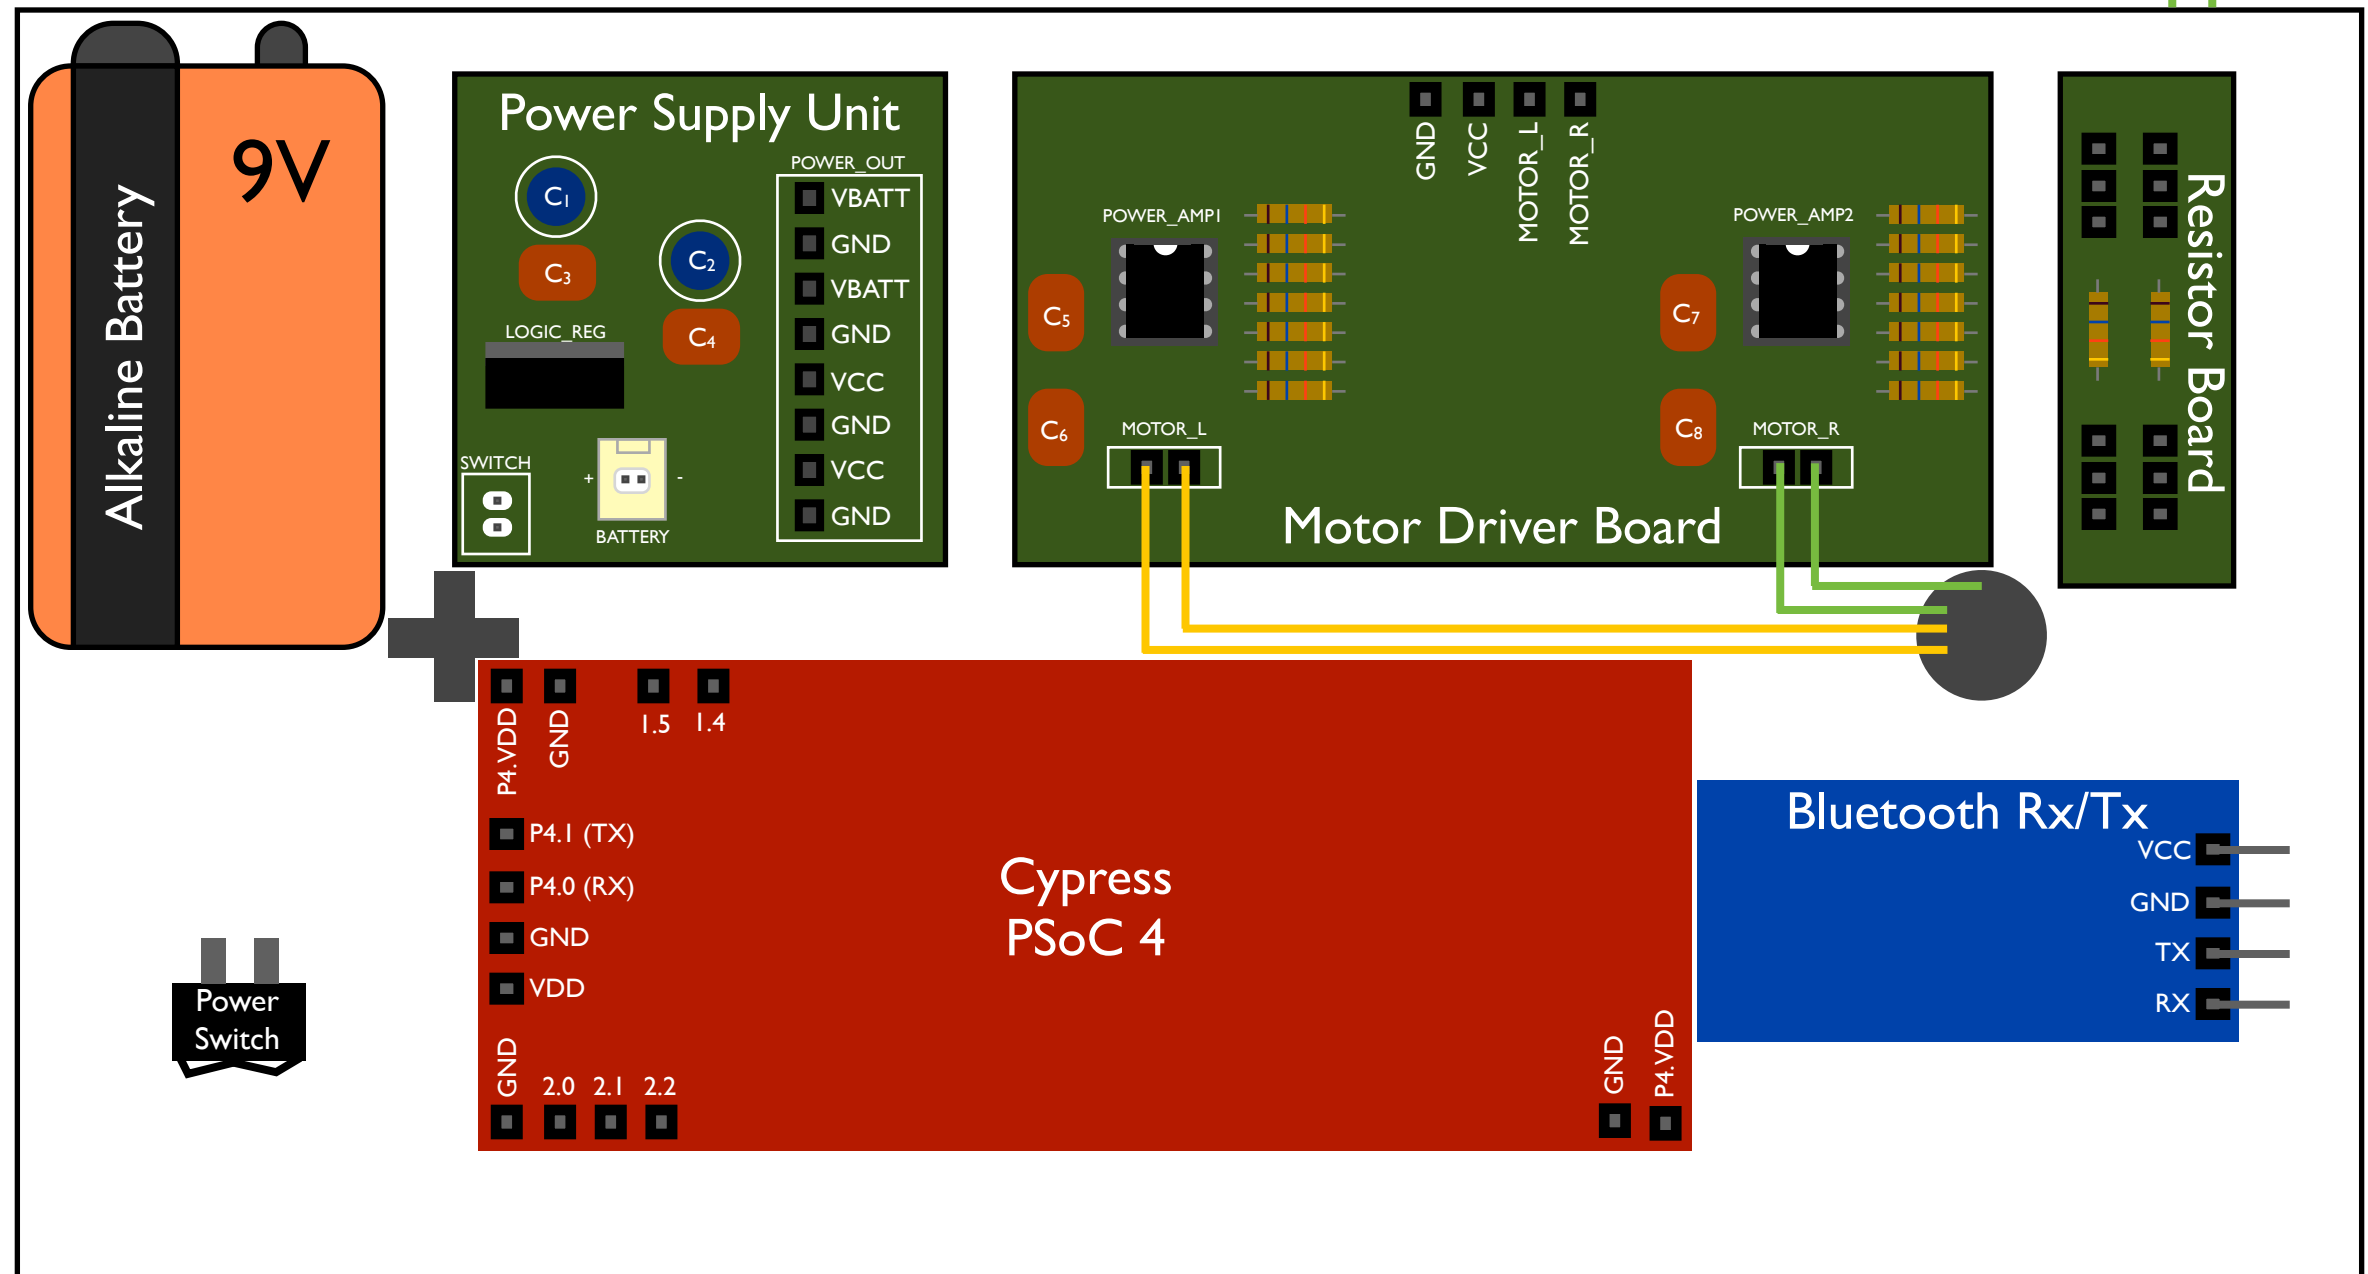 Alkaline Battery
9V
Power Supply Unit
C1
C3
C2
C4
LOGIC_REG
SWITCH
+
-
BATTERY
POWER_OUT
VBATT
GND
VBATT
GND
VCC
GND
VCC
GND
GND
VCC
MOTOR_L
MOTOR_R
POWER_AMP1
POWER_AMP2
C5
C6
C7
C8
MOTOR_L
MOTOR_R
Motor Driver Board
Resistor Board
P4.VDD
GND
1.5
1.4
P4.1 (TX)
P4.0 (RX)
GND
VDD
GND
2.0
2.1
2.2
Cypress
PSoC 4
GND
P4.VDD
Bluetooth Rx/Tx
VCC
GND
TX
RX
Power
Switch